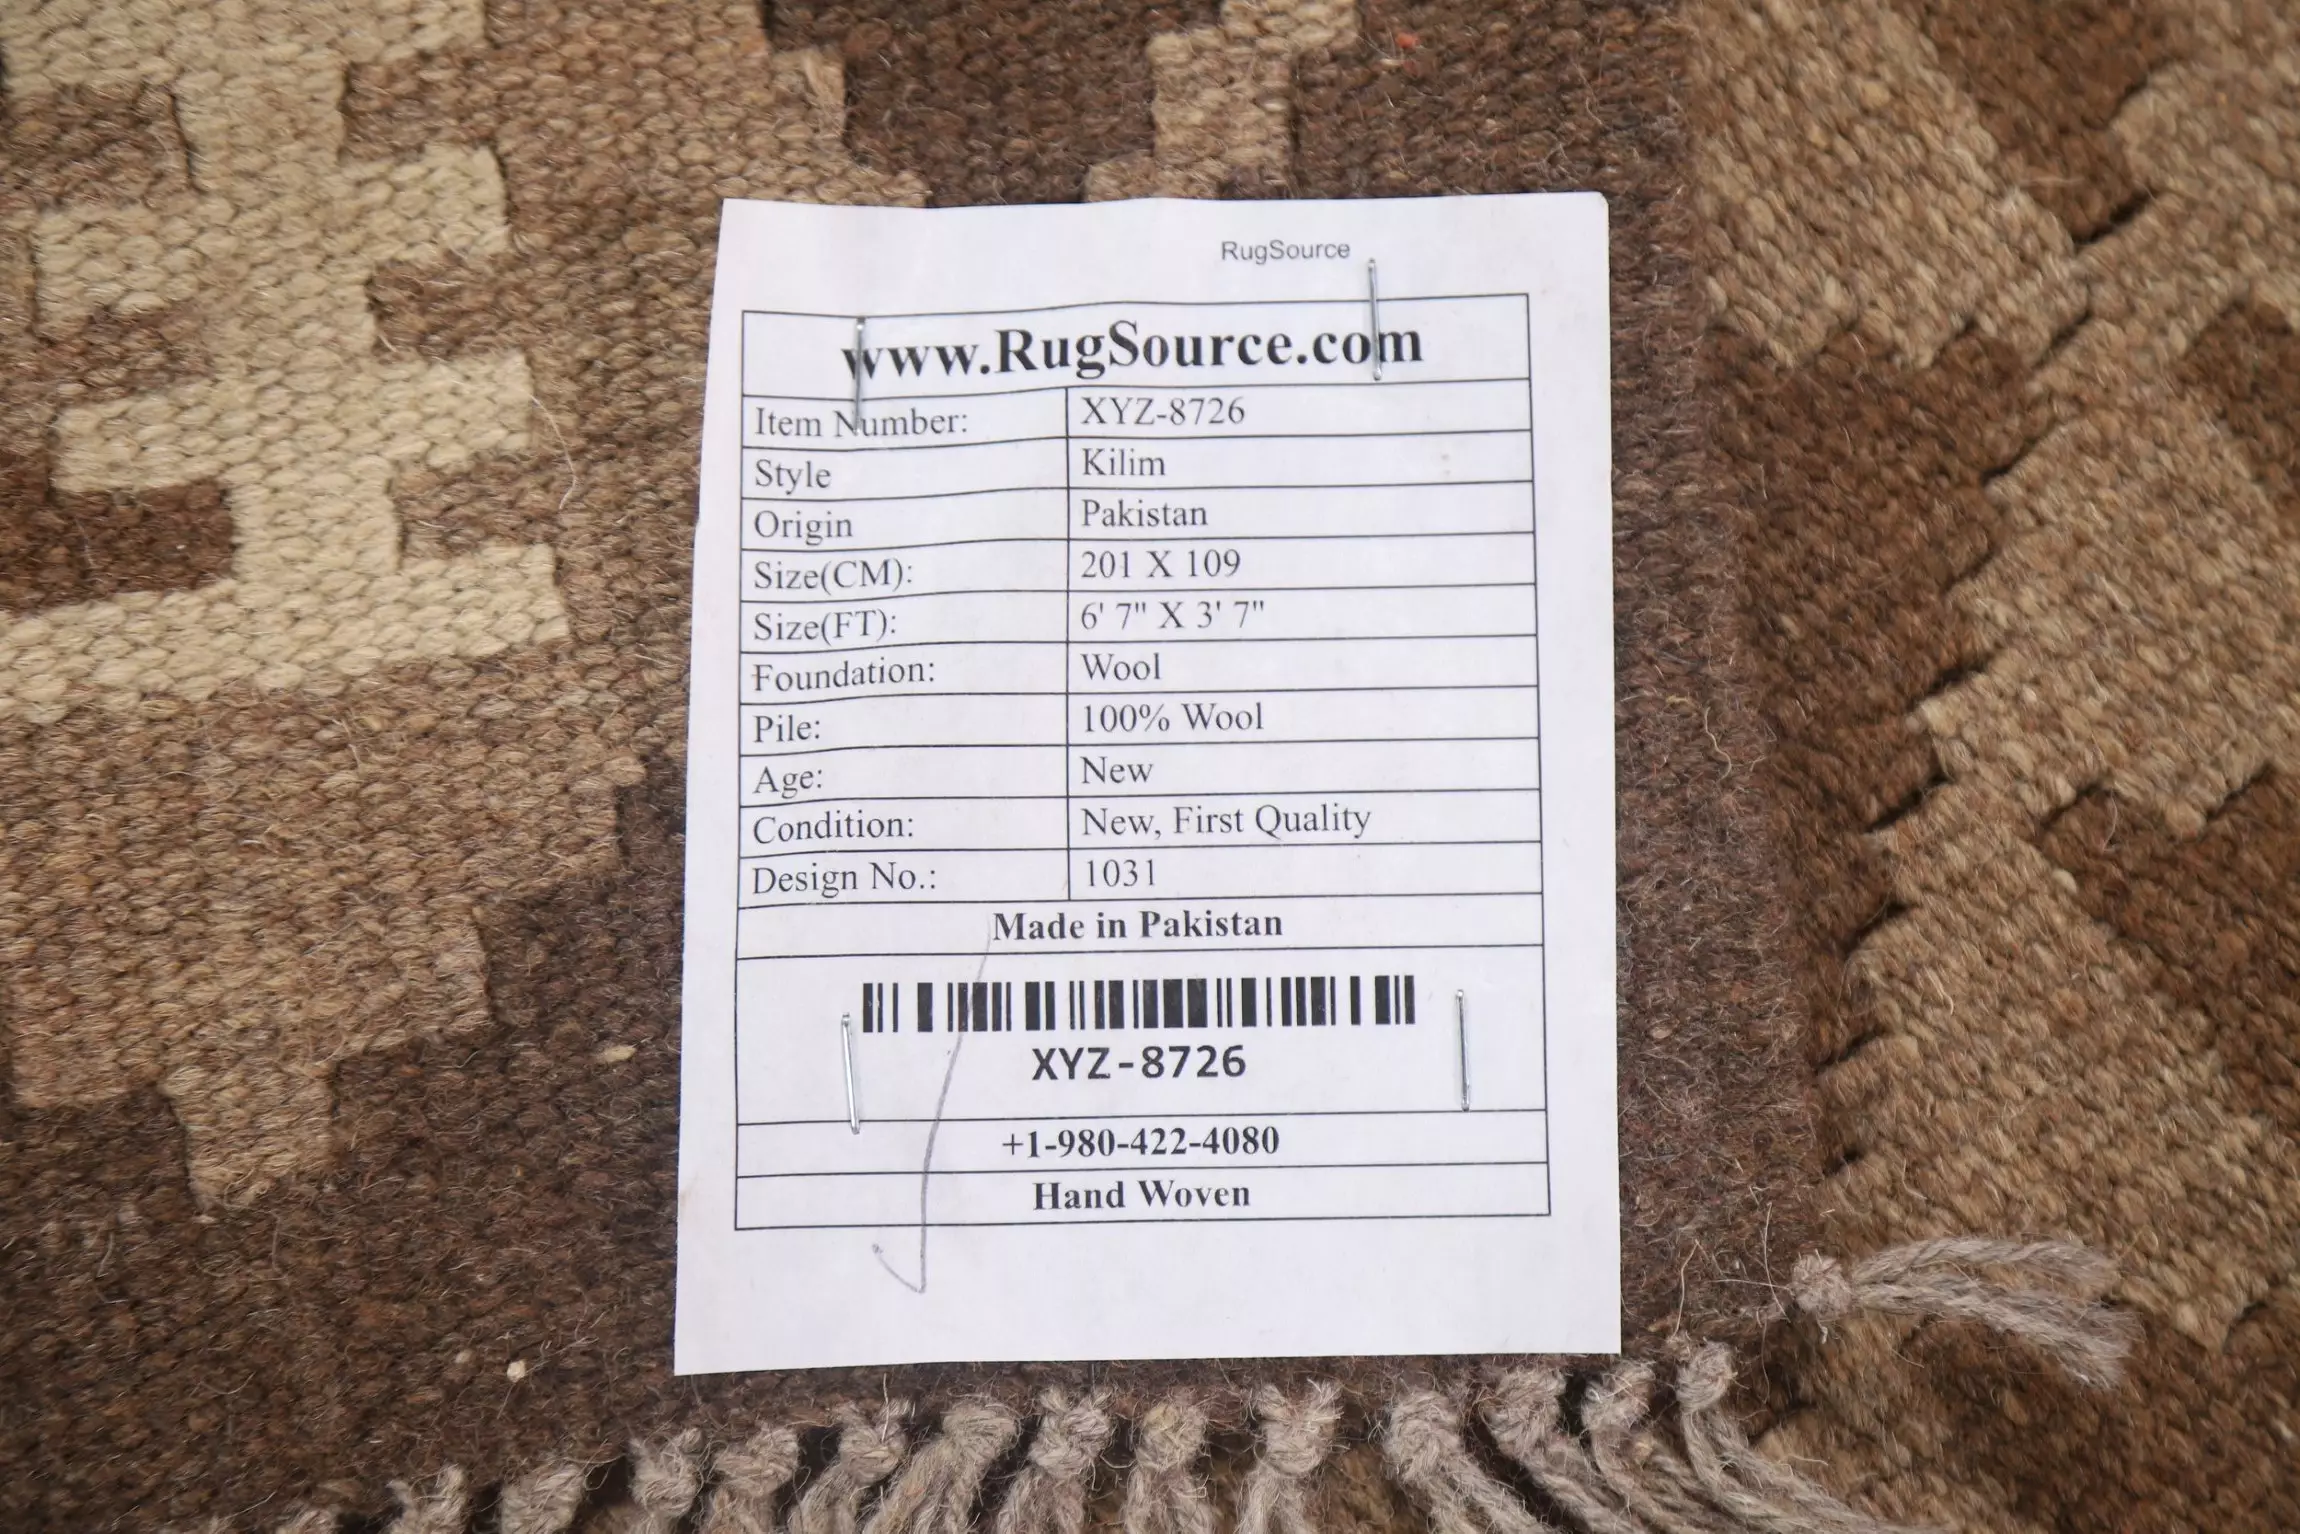 RugSource
www.RugSource.com
Item Number: XYZ-8726
Style Kilim
Origin Pakistan
Size(CM): 201 X 109
Size(FT): 6' 7" X 3' 7"
Foundation: Wool
Pile: 100% Wool
Age: New
Condition: New, First Quality
Design No.: 1031
Made in Pakistan
XYZ-8726
+1-980-422-4080
Hand Woven